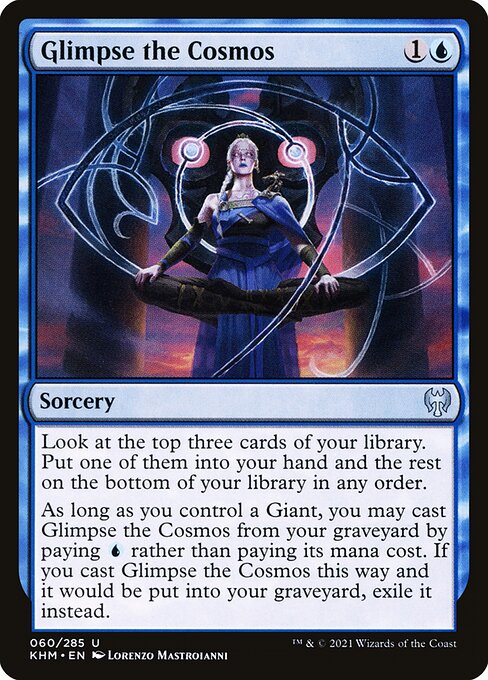 Glimpse the Cosmos 1
Sorcery
Look at the top three cards of your library.
Put one of them into your hand and the rest
on the bottom of your library in any order.
As long as you control a Giant, you may cast
Glimpse the Cosmos from your graveyard by
paying rather than paying its mana cost. If
you cast Glimpse the Cosmos this way and
it would be put into your graveyard, exile it
instead.
060/285 U
KHM • EN Lorenzo Mastroianni
™ & © 2021 Wizards of the Coast